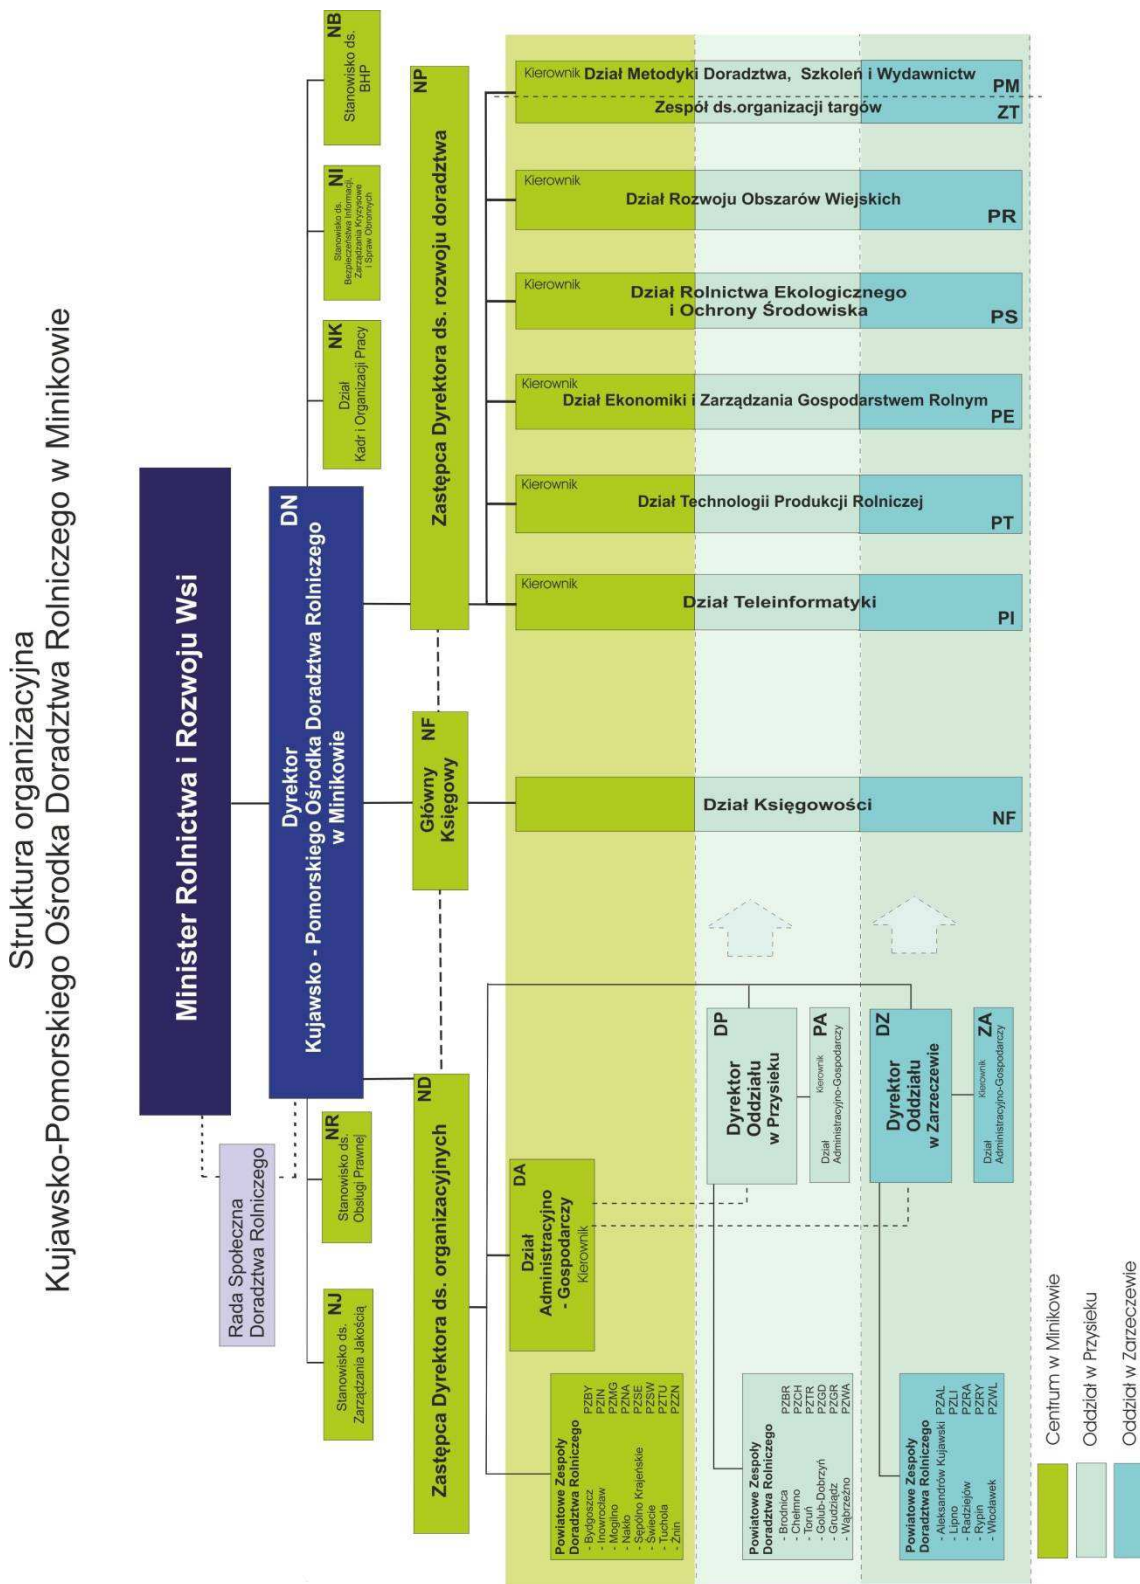 Struktura organizacyjna
Kujawsko-Pomorskiego Ośrodka Doradztwa Rolniczego w Minikowie
Minister Rolnictwa i Rozwoju Wsi
Rada Społeczna
Doradztwa Rolniczego
DN
Dyrektor
Kujawsko - Pomorskiego Ośrodka Doradztwa Rolniczego
w Minikowie
NJ
Stanowisko ds.
Zarządzania Jakością
NR
Stanowisko ds.
Obsługi Prawnej
NK
Dział
Kadr i Organizacji Pracy
NI
Stanowisko ds.
Bezpieczeństwa Informacji,
Zarządzania Kryzysowe
i Spraw Obronnych
NB
Stanowisko ds.
BHP
ND
Zastępca Dyrektora ds. organizacyjnych
NF
Główny
Księgowy
NP
Zastępca Dyrektora ds. rozwoju doradztwa
Powiatowe Zespoły
Doradztwa Rolniczego
- Bydgoszcz PZBY
- Inowrocław PZIN
- Mogilno PZMG
- Nakło PZNA
- Sępólno Krajeńskie PZSE
- Świecie PZSW
- Tuchola PZTU
- Żnin PZZN
DA
Dział
Administracyjno
- Gospodarczy
Kierownik
Powiatowe Zespoły
Doradztwa Rolniczego
- Brodnica PZBR
- Chełmno PZCH
- Toruń PZTR
- Golub-Dobrzyń PZGD
- Grudziądz PZGR
- Wąbrzeźno PZWA
DP
Dyrektor
Oddziału
w Przysieku
PA
Kierownik
Dział
Administracyjno-Gospodarczy
Powiatowe Zespoły
Doradztwa Rolniczego
- Aleksandrów Kujawski PZAL
- Lipno PZLI
- Radziejów PZRA
- Rypin PZRY
- Włocławek PZWL
DZ
Dyrektor
Oddziału
w Zarzeczewie
ZA
Kierownik
Dział
Administracyjno-Gospodarczy
Dział Księgowości
NF
Kierownik
Dział Teleinformatyki
PI
Kierownik
Dział Technologii Produkcji Rolniczej
PT
Kierownik
Dział Ekonomiki i Zarządzania Gospodarstwem Rolnym
PE
Kierownik
Dział Rolnictwa Ekologicznego
i Ochrony Środowiska
PS
Kierownik
Dział Rozwoju Obszarów Wiejskich
PR
Kierownik
Dział Metodyki Doradztwa, Szkoleń i Wydawnictw
PM
Zespół ds.organizacji targów
ZT
Centrum w Minikowie
Oddział w Przysieku
Oddział w Zarzeczewie